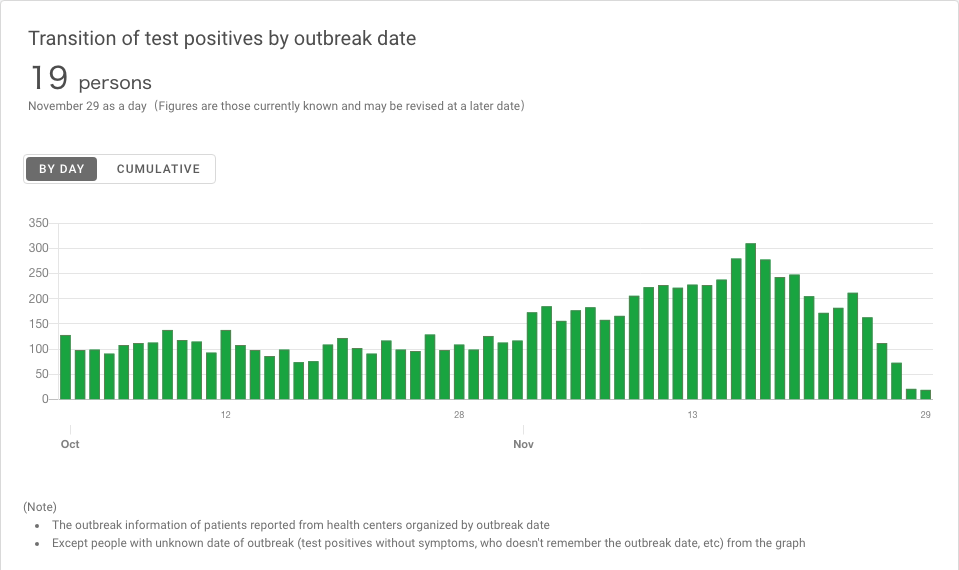 Transition of test positives by outbreak date
19 persons
November 29 as a day (Figures are those currently known and may be revised at a later date)
BY DAY CUMULATIVE
350
300
250
200
150
100
50
0
12 28 13 29
Oct Nov
(Note)
• The outbreak information of patients reported from health centers organized by outbreak date
• Except people with unknown date of outbreak (test positives without symptoms, who doesn't remember the outbreak date, etc) from the graph